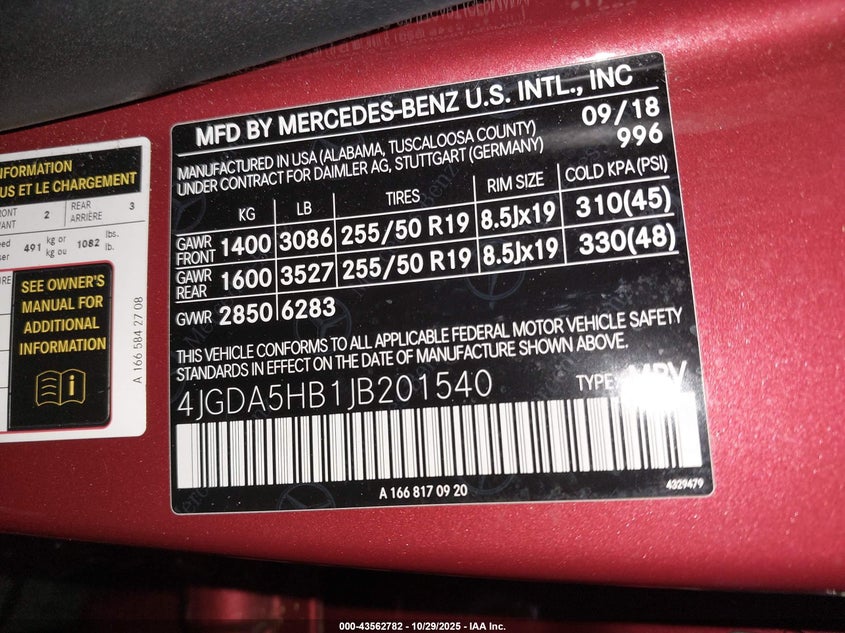 INFORMATION
US ET LE CHARGEMENT
FRONT 2 REAR 3
AVANT ARRIÈRE
491 kg or 1082 lbs.
kg ou lb.
SEE OWNER'S
MANUAL FOR
ADDITIONAL
INFORMATION
A 166 584 27 08
MFD BY MERCEDES-BENZ U.S. INTL., INC
09/18
MANUFACTURED IN USA (ALABAMA, TUSCALOOSA COUNTY)
996
UNDER CONTRACT FOR DAIMLER AG, STUTTGART (GERMANY)
KG LB TIRES RIM SIZE COLD KPA (PSI)
GAWR FRONT 1400 3086 255/50 R19 8.5Jx19 310(45)
GAWR REAR 1600 3527 255/50 R19 8.5Jx19 330(48)
GVWR 2850 6283
THIS VEHICLE CONFORMS TO ALL APPLICABLE FEDERAL MOTOR VEHICLE SAFETY
STANDARDS IN EFFECT ON THE DATE OF MANUFACTURE SHOWN ABOVE.
4JGDA5HB1JB201540 TYPE: MPV
A 166 817 09 20
4329479
000-43562782 - 10/29/2025 - IAA Inc.